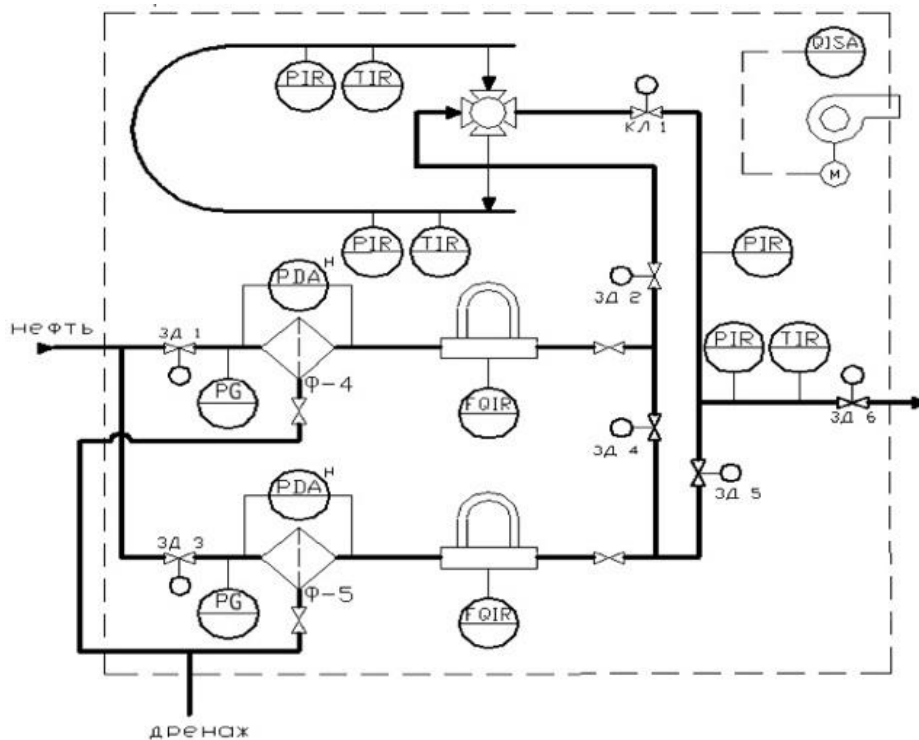 QISA
PIR TIR
КЛ 1
М
PIR TIR
PIR
PDA H
ЗД 2
нефть
ЗД 1
PIR TIR
Ф-4
PG
FQIR
ЗД 6
ЗД 4
PDA H
ЗД 5
ЗД 3
Ф-5
PG
FQIR
дренаж